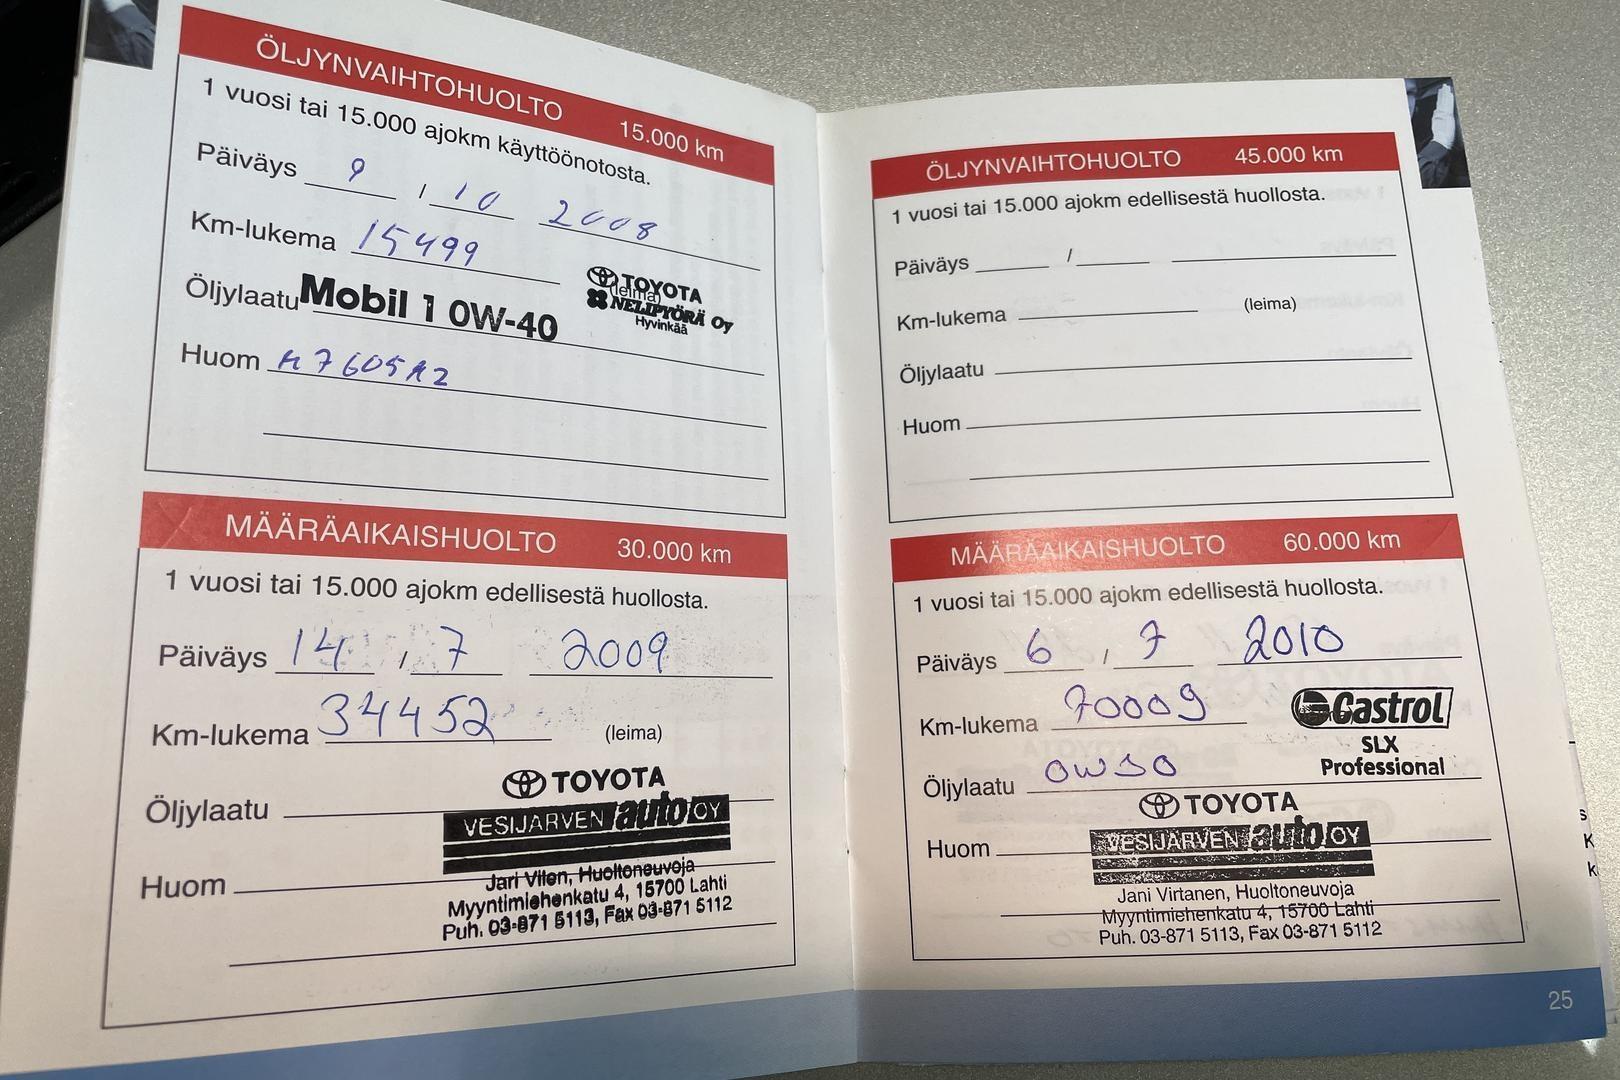 ÖLJYNVAIHTOHUOLTO 15.000 km
1 vuosi tai 15.000 ajokm käyttöönotosta.
Päiväys 9 / 10 2008
Km-lukema 15499
(leima)
TOYOTA
NELIPYÖRÄ Oy
Hyvinkää
Öljylaatu Mobil 1 0W-40
Huom
MÄÄRÄAIKAISHUOLTO 30.000 km
1 vuosi tai 15.000 ajokm edellisestä huollosta.
Päiväys 14 / 7 2009
Km-lukema 34452 (leima)
Öljylaatu
TOYOTA
VESIJÄRVEN auto OY
Huom
Jari Vilen, Huoltoneuvoja
Myyntimiehenkatu 4, 15700 Lahti
Puh. 03-871 5113, Fax 03-871 5112
ÖLJYNVAIHTOHUOLTO 45.000 km
1 vuosi tai 15.000 ajokm edellisestä huollosta.
Päiväys /
Km-lukema (leima)
Öljylaatu
Huom
MÄÄRÄAIKAISHUOLTO 60.000 km
1 vuosi tai 15.000 ajokm edellisestä huollosta.
Päiväys 6 / 7 2010
Km-lukema 70009
Castrol
SLX
Professional
Öljylaatu 0W30
TOYOTA
VESIJÄRVEN auto OY
Huom
Jani Virtanen, Huoltoneuvoja
Myyntimiehenkatu 4, 15700 Lahti
Puh. 03-871 5113, Fax 03-871 5112
25